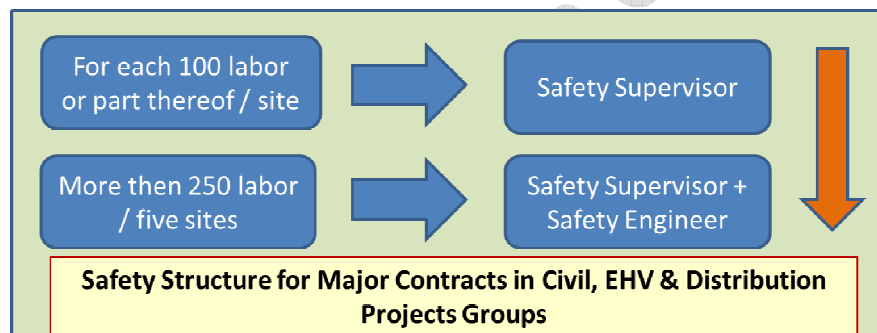 For each 100 labor
or part thereof / site
Safety Supervisor
More then 250 labor
/ five sites
Safety Supervisor +
Safety Engineer
Safety Structure for Major Contracts in Civil, EHV & Distribution
Projects Groups